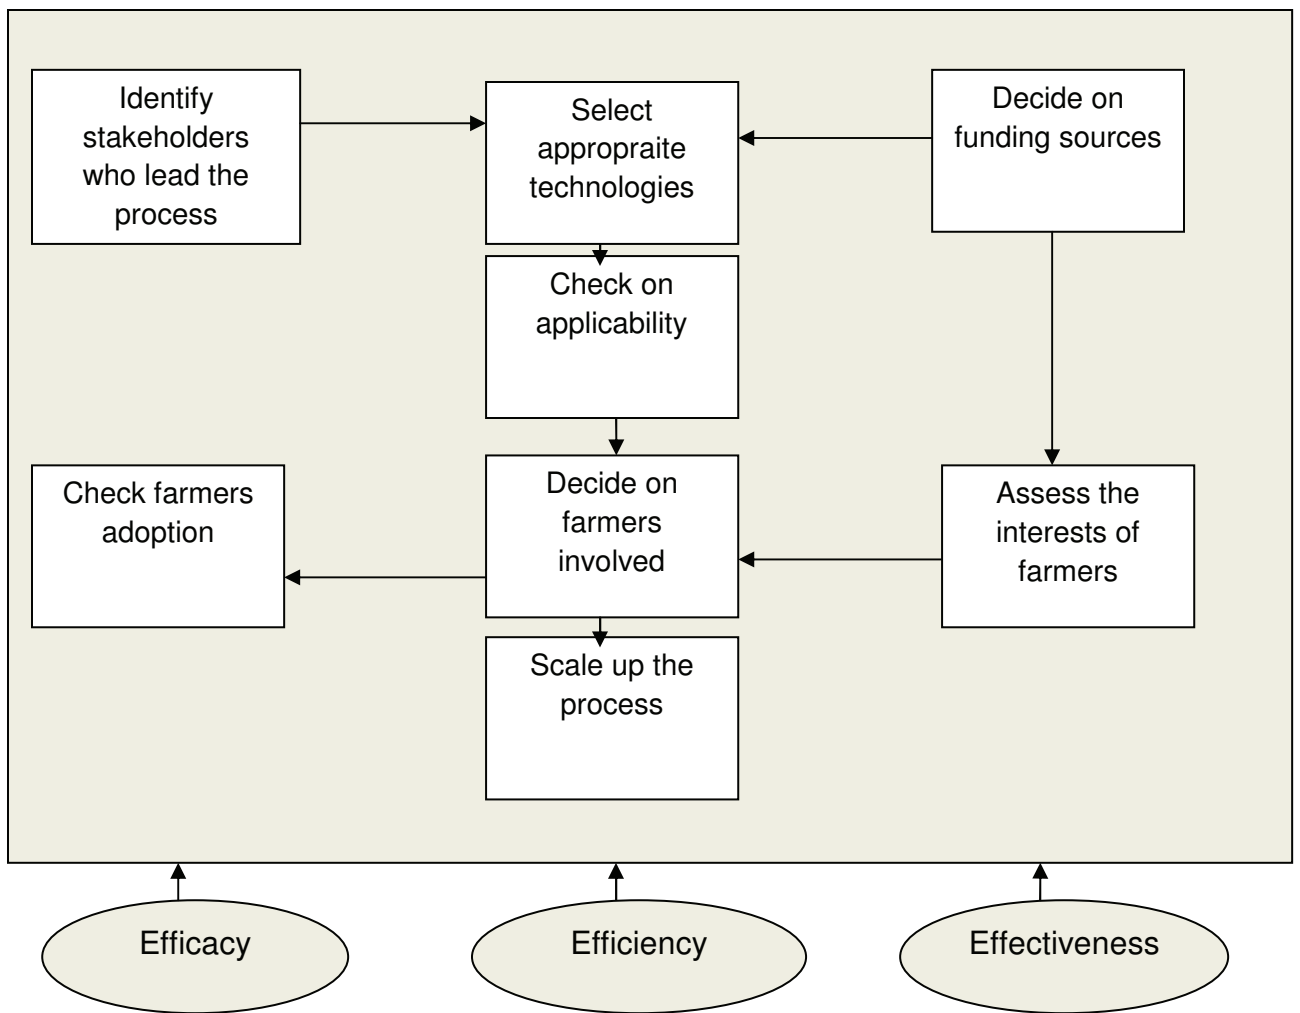 Identify
stakeholders
who lead the
process
Select
appropraite
technologies
Decide on
funding sources
Check on
applicability
Check farmers
adoption
Decide on
farmers
involved
Assess the
interests of
farmers
Scale up the
process
Efficacy
Efficiency
Effectiveness